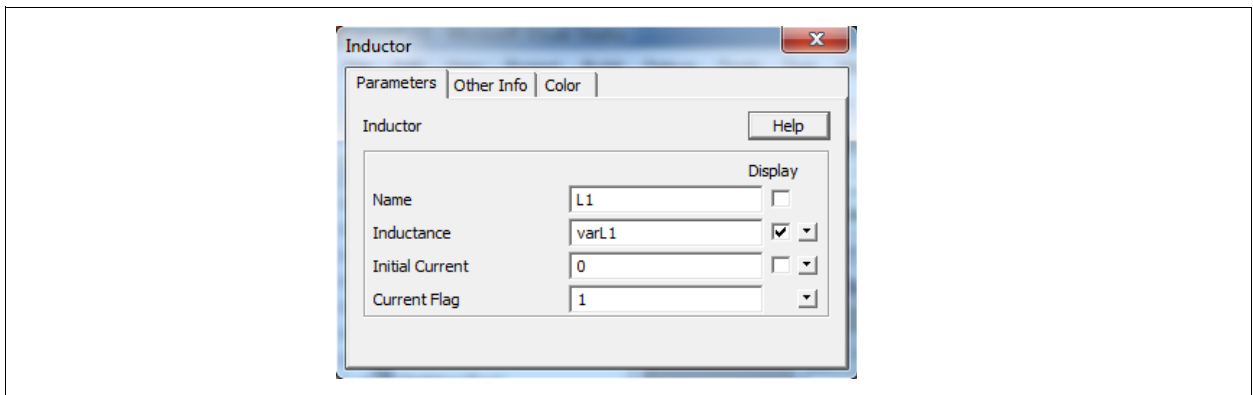 Inductor
Parameters Other Info Color
Inductor Help
Display
Name L1
Inductance varL1
Initial Current 0
Current Flag 1